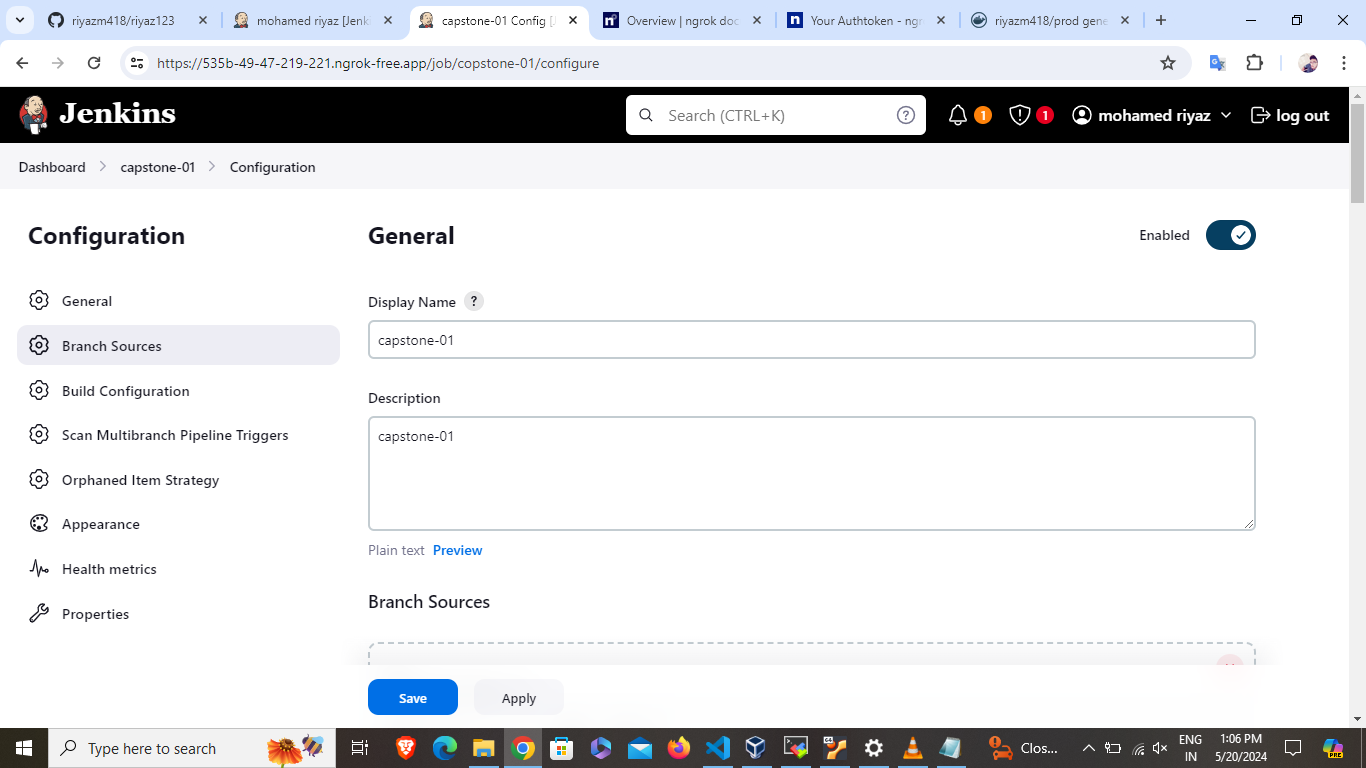 riyazm418/riyaz123
mohamed riyaz [Jenki
capstone-01 Config [J
Overview | ngrok doc
Your Authtoken - ngr
riyazm418/prod gene
https://535b-49-47-219-221.ngrok-free.app/job/copstone-01/configure
Jenkins
Search (CTRL+K)
?
1
1
mohamed riyaz
log out
Dashboard
capstone-01
Configuration
Configuration
General
Branch Sources
Build Configuration
Scan Multibranch Pipeline Triggers
Orphaned Item Strategy
Appearance
Health metrics
Properties
General
Enabled
Display Name ?
capstone-01
Description
capstone-01
Plain text Preview
Branch Sources
Save
Apply
Type here to search
Clos...
ENG
IN
1:06 PM
5/20/2024
PRE